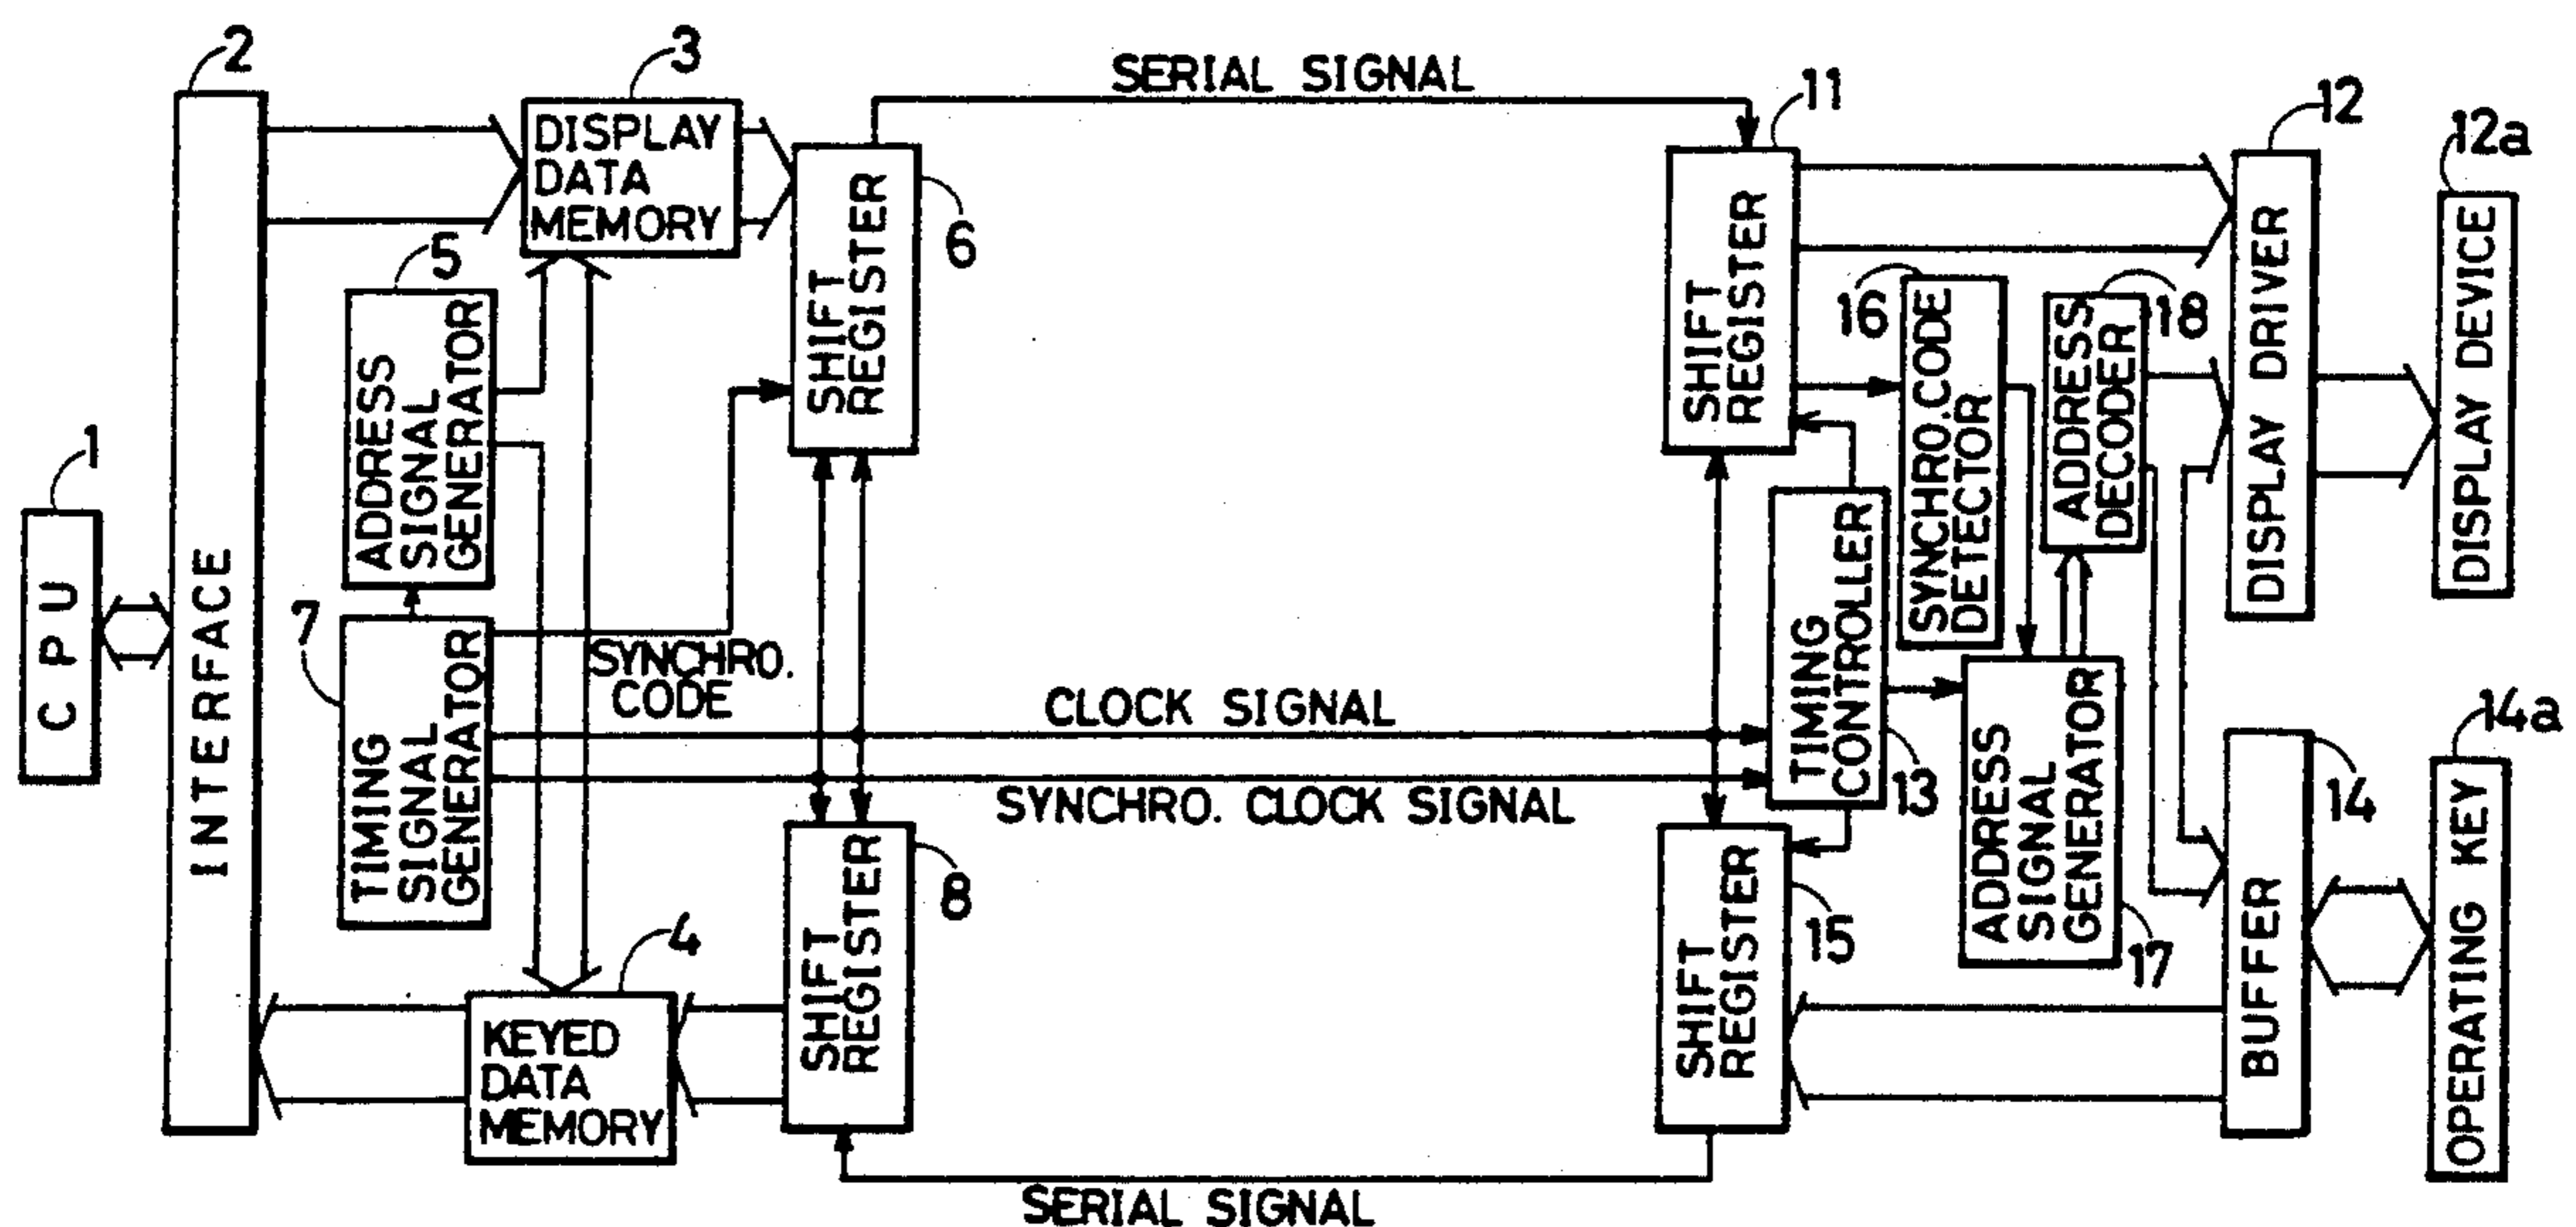 1
CPU
2
INTERFACE
3
DISPLAY
DATA
MEMORY
5
ADDRESS
SIGNAL
GENERATOR
7
TIMING
SIGNAL
GENERATOR
SYNCHRO.
CODE
4
KEYED
DATA
MEMORY
6
SHIFT
REGISTER
8
SHIFT
REGISTER
SERIAL SIGNAL
CLOCK SIGNAL
SYNCHRO. CLOCK SIGNAL
SERIAL SIGNAL
11
SHIFT
REGISTER
13
TIMING
CONTROLLER
15
SHIFT
REGISTER
16
SYNCHRO.CODE
DETECTOR
18
ADDRESS
DECODER
17
ADDRESS
SIGNAL
GENERATOR
12
DISPLAY DRIVER
12a
DISPLAY DEVICE
14
BUFFER
14a
OPERATING KEY